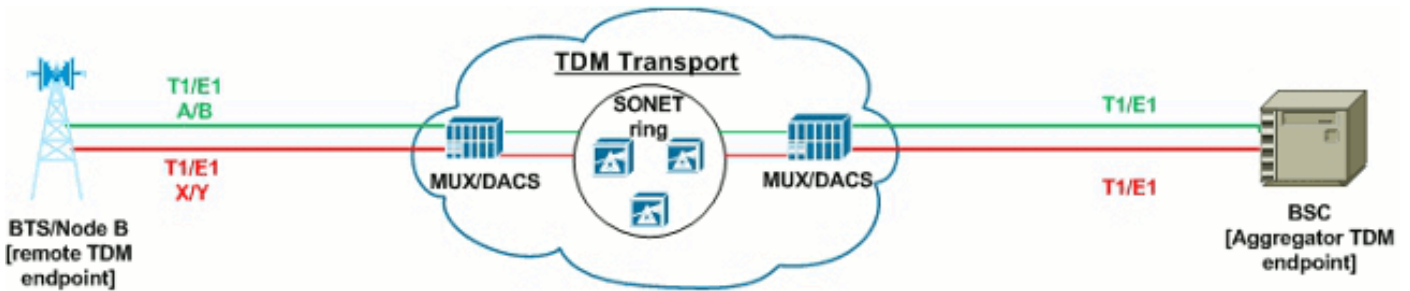 TDM Transport
T1/E1
A/B
SONET
ring
T1/E1
T1/E1
X/Y
MUX/DACS
MUX/DACS
T1/E1
BTS/Node B
[remote TDM
endpoint]
BSC
[Aggregator TDM
endpoint]